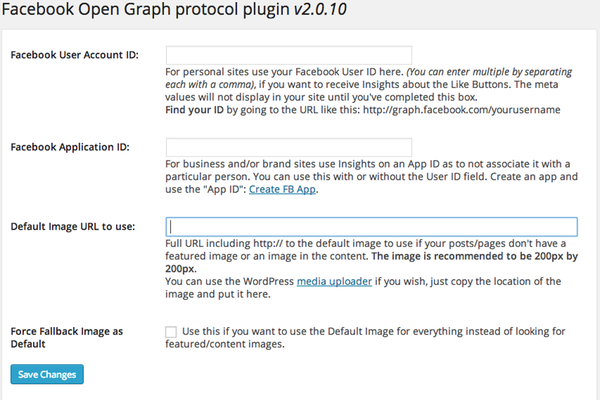 Facebook Open Graph protocol plugin v2.0.10
Facebook User Account ID:
For personal sites use your Facebook User ID here. (You can enter multiple by separating
each with a comma), if you want to receive Insights about the Like Buttons. The meta
values will not display in your site until you've completed this box.
Find your ID by going to the URL like this: http://graph.facebook.com/yourusername
Facebook Application ID:
For business and/or brand sites use Insights on an App ID as to not associate it with a
particular person. You can use this with or without the User ID field. Create an app and
use the "App ID": Create FB App.
Default Image URL to use:
Full URL including http:// to the default image to use if your posts/pages don't have a
featured image or an image in the content. The image is recommended to be 200px by
200px.
You can use the WordPress media uploader if you wish, just copy the location of the
image and put it here.
Force Fallback Image as
Default
Use this if you want to use the Default Image for everything instead of looking for
featured/content images.
Save Changes